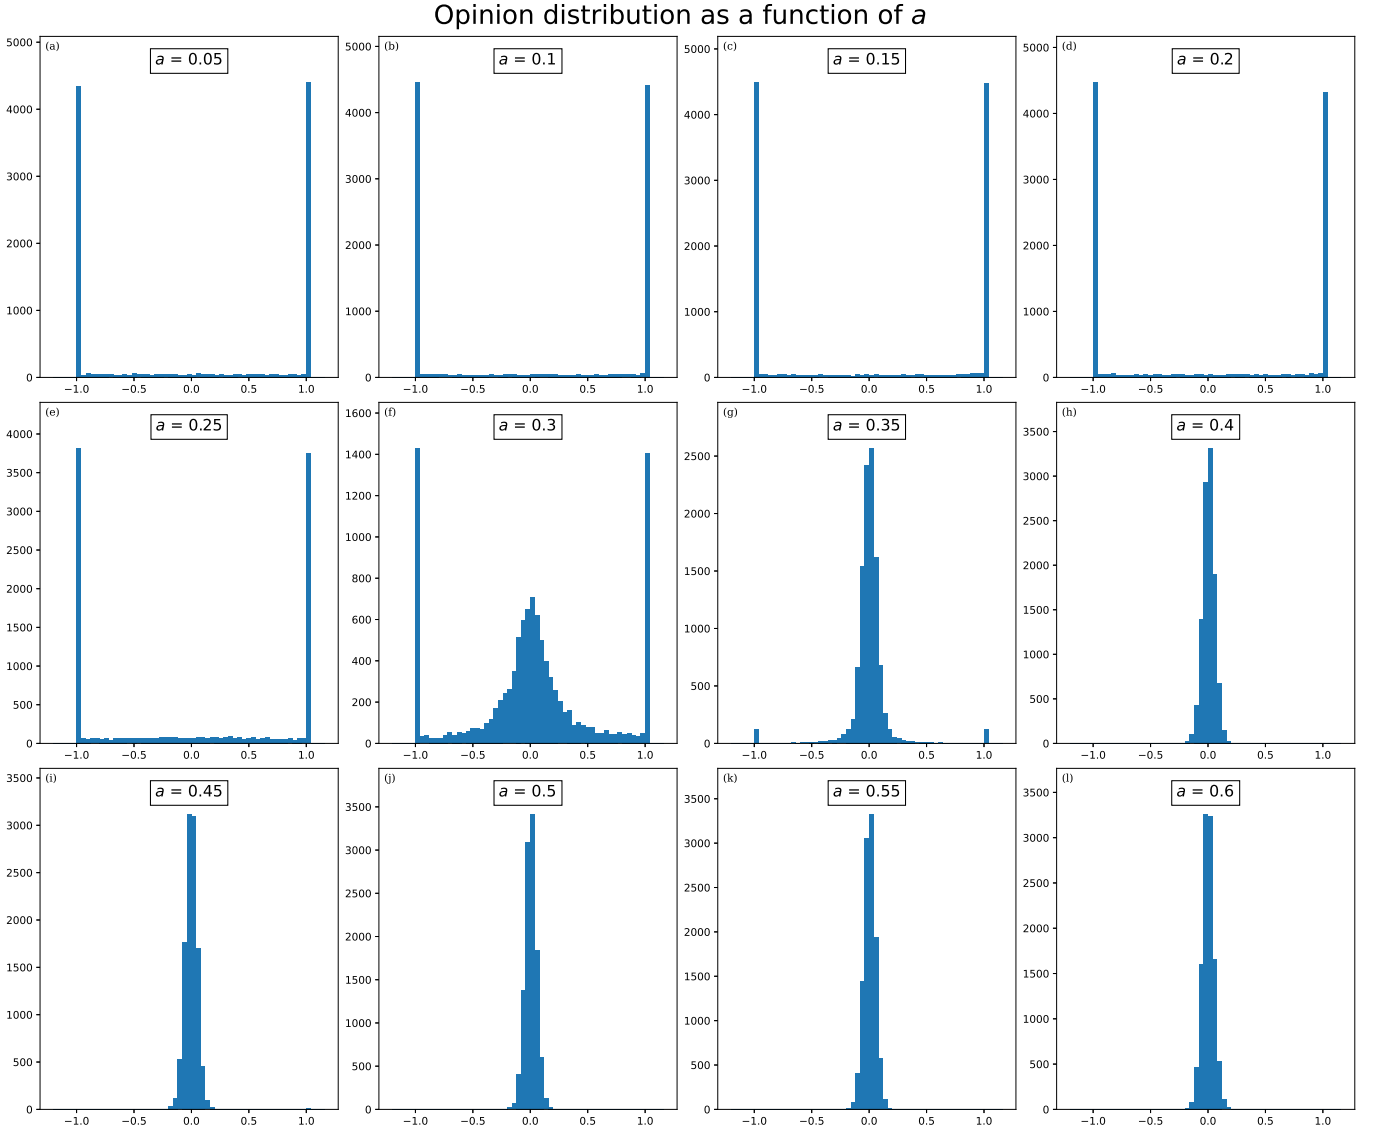 Opinion distribution as a function of a
(a)
a = 0.05
5000
4000
3000
2000
1000
0
−1.0 −0.5 0.0 0.5 1.0
(b)
a = 0.1
5000
4000
3000
2000
1000
0
−1.0 −0.5 0.0 0.5 1.0
(c)
a = 0.15
5000
4000
3000
2000
1000
0
−1.0 −0.5 0.0 0.5 1.0
(d)
a = 0.2
5000
4000
3000
2000
1000
0
−1.0 −0.5 0.0 0.5 1.0
(e)
a = 0.25
4000
3500
3000
2500
2000
1500
1000
500
0
−1.0 −0.5 0.0 0.5 1.0
(f)
a = 0.3
1600
1400
1200
1000
800
600
400
200
0
−1.0 −0.5 0.0 0.5 1.0
(g)
a = 0.35
2500
2000
1500
1000
500
0
−1.0 −0.5 0.0 0.5 1.0
(h)
a = 0.4
3500
3000
2500
2000
1500
1000
500
0
−1.0 −0.5 0.0 0.5 1.0
(i)
a = 0.45
3500
3000
2500
2000
1500
1000
500
0
−1.0 −0.5 0.0 0.5 1.0
(j)
a = 0.5
3500
3000
2500
2000
1500
1000
500
0
−1.0 −0.5 0.0 0.5 1.0
(k)
a = 0.55
3500
3000
2500
2000
1500
1000
500
0
−1.0 −0.5 0.0 0.5 1.0
(l)
a = 0.6
3500
3000
2500
2000
1500
1000
500
0
−1.0 −0.5 0.0 0.5 1.0